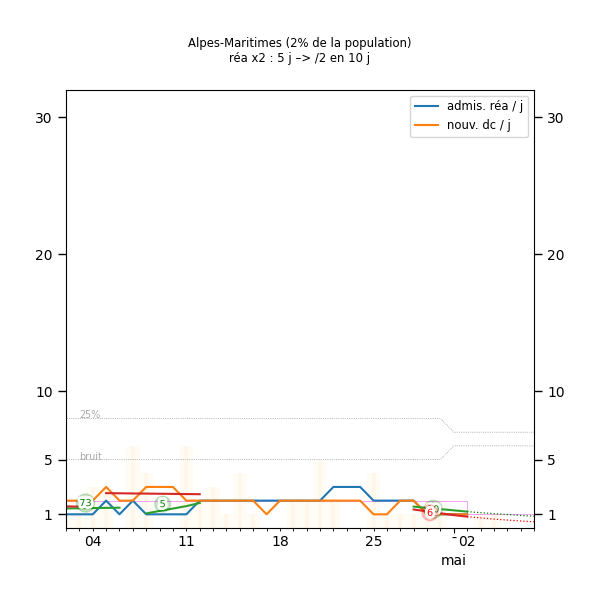 Alpes-Maritimes (2% de la population)
réa x2 : 5 j –> /2 en 10 j
admis. réa / j
nouv. dc / j
30 30
20 20
10 10
25%
5 bruit 5
73 5 6
1 1
04 11 18 25 02
mai